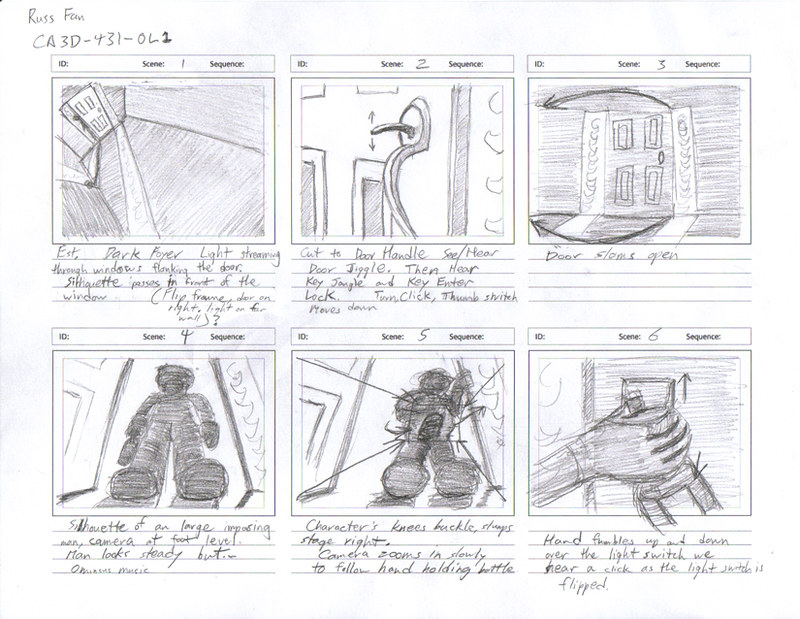 Russ Fan
CA3D-431-OL1
ID: Scene: 1 Sequence:
ID: Scene: 2 Sequence:
ID: Scene: 3 Sequence:
Est. Dark Foyer Light streaming
through windows flanking the door.
Silhouette passes in front of the
window. (Flip frame, door on
right, light on far
wall)?
Cut to Door Handle See/Hear
Door Jiggle. Then Hear
Key Jangle and Key Enter
Lock. Turn, Click, Thumb switch
Moves down
Door slams open
ID: Scene: 4 Sequence:
ID: Scene: 5 Sequence:
ID: Scene: 6 Sequence:
Silhouette of an large imposing
man, camera at foot level.
Man looks steady but...
Ominous music
Character's knees buckle, slumps
stage right.
Camera zooms in slowly
to follow hand holding bottle
Hand fumbles up and down
over the light switch we
hear a click as the light switch is
flipped.